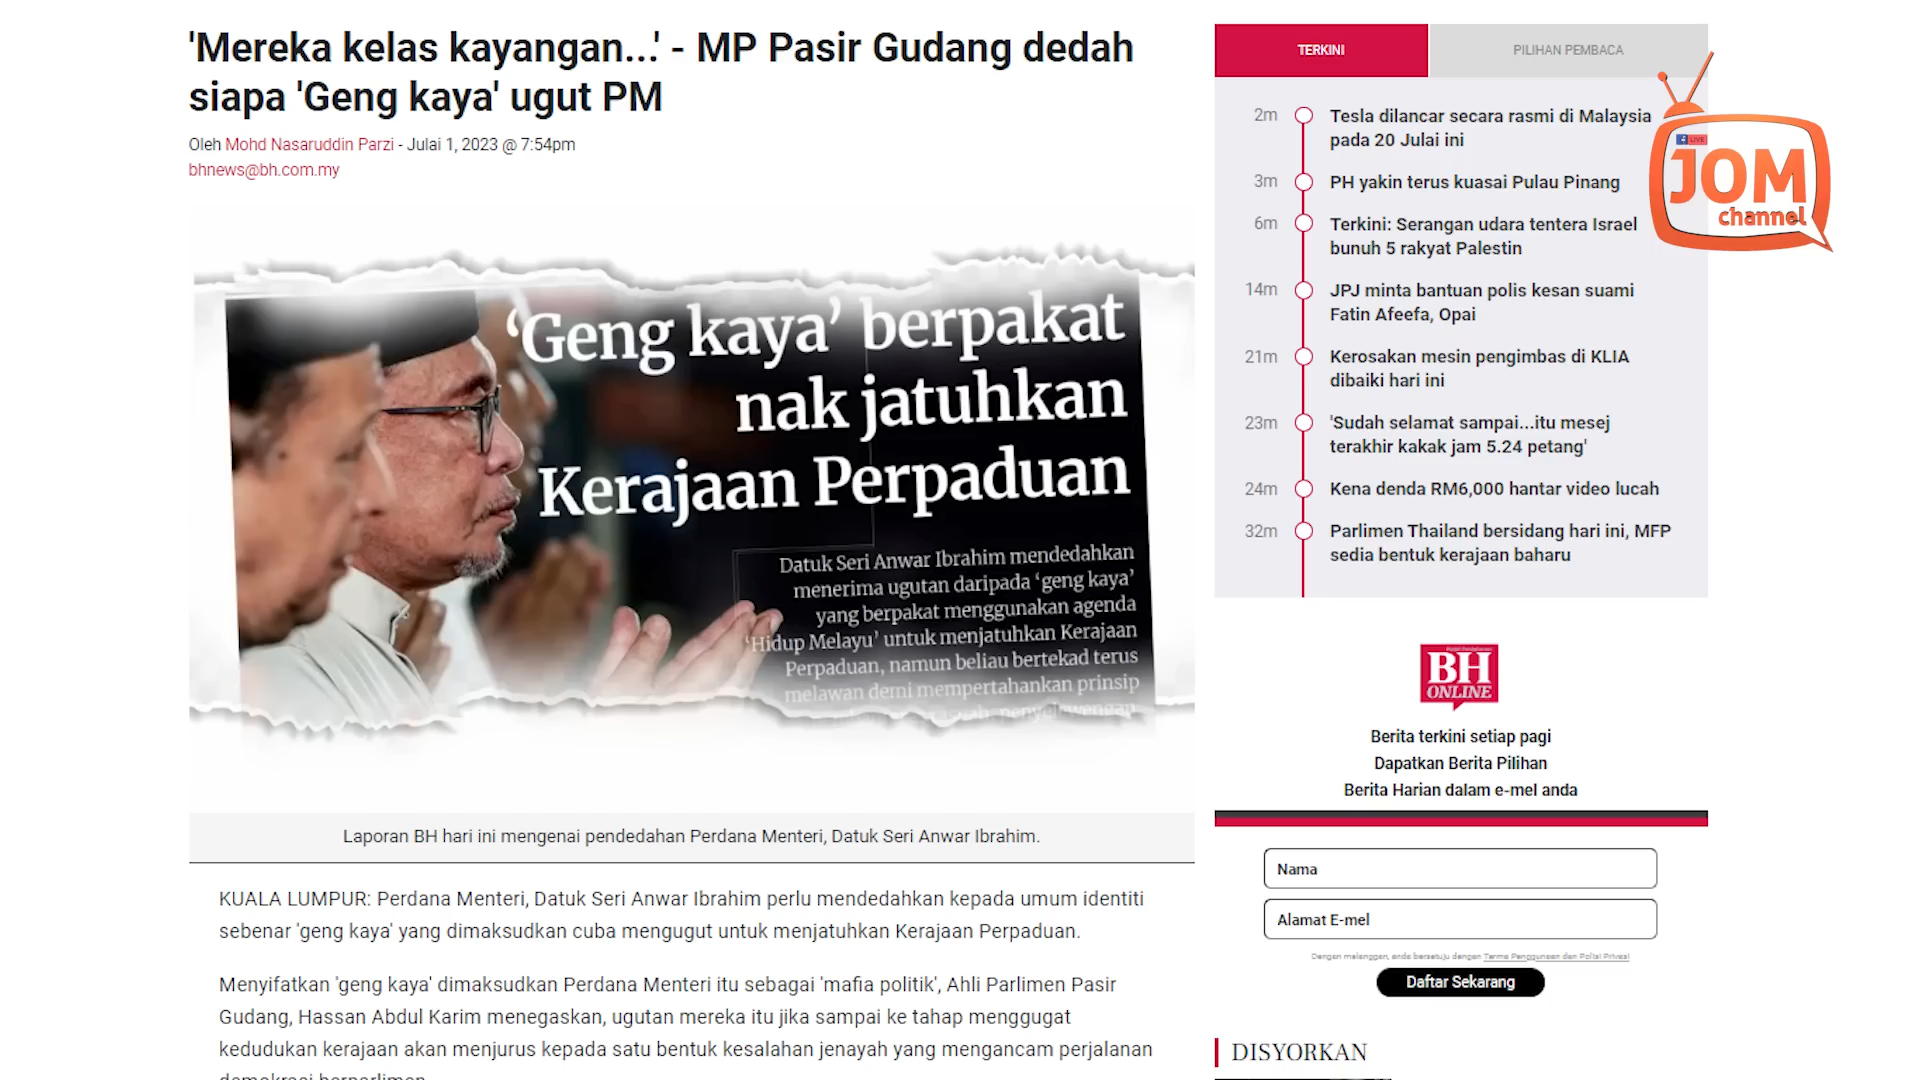 'Mereka kelas kayangan...' - MP Pasir Gudang dedah
siapa 'Geng kaya' ugut PM
Oleh Mohd Nasaruddin Parzi - Julai 1, 2023 @ 7:54pm
bhnews@bh.com.my
'Geng kaya' berpakat
nak jatuhkan
Kerajaan Perpaduan
Datuk Seri Anwar Ibrahim mendedahkan
menerima ugutan daripada 'geng kaya'
yang berpakat menggunakan agenda
'Hidup Melayu' untuk menjatuhkan Kerajaan
Perpaduan, namun beliau bertekad terus
melawan demi mempertahankan prinsip
Laporan BH hari ini mengenai pendedahan Perdana Menteri, Datuk Seri Anwar Ibrahim.
KUALA LUMPUR: Perdana Menteri, Datuk Seri Anwar Ibrahim perlu mendedahkan kepada umum identiti
sebenar 'geng kaya' yang dimaksudkan cuba mengugut untuk menjatuhkan Kerajaan Perpaduan.
Menyifatkan 'geng kaya' dimaksudkan Perdana Menteri itu sebagai 'mafia politik', Ahli Parlimen Pasir
Gudang, Hassan Abdul Karim menegaskan, ugutan mereka itu jika sampai ke tahap menggugat
kedudukan kerajaan akan menjurus kepada satu bentuk kesalahan jenayah yang mengancam perjalanan
TERKINI
PILIHAN PEMBACA
2m
Tesla dilancar secara rasmi di Malaysia
pada 20 Julai ini
3m
PH yakin terus kuasai Pulau Pinang
6m
Terkini: Serangan udara tentera Israel
bunuh 5 rakyat Palestin
14m
JPJ minta bantuan polis kesan suami
Fatin Afeefa, Opai
21m
Kerosakan mesin pengimbas di KLIA
dibaiki hari ini
23m
'Sudah selamat sampai...itu mesej
terakhir kakak jam 5.24 petang'
24m
Kena denda RM6,000 hantar video lucah
32m
Parlimen Thailand bersidang hari ini, MFP
sedia bentuk kerajaan baharu
LIVE
JOM
channel
BH
ONLINE
Berita terkini setiap pagi
Dapatkan Berita Pilihan
Berita Harian dalam e-mel anda
Nama
Alamat E-mel
Dengan melanggan, anda bersetuju dengan Terma Penggunaan dan Polisi Privasi
Daftar Sekarang
DISYORKAN